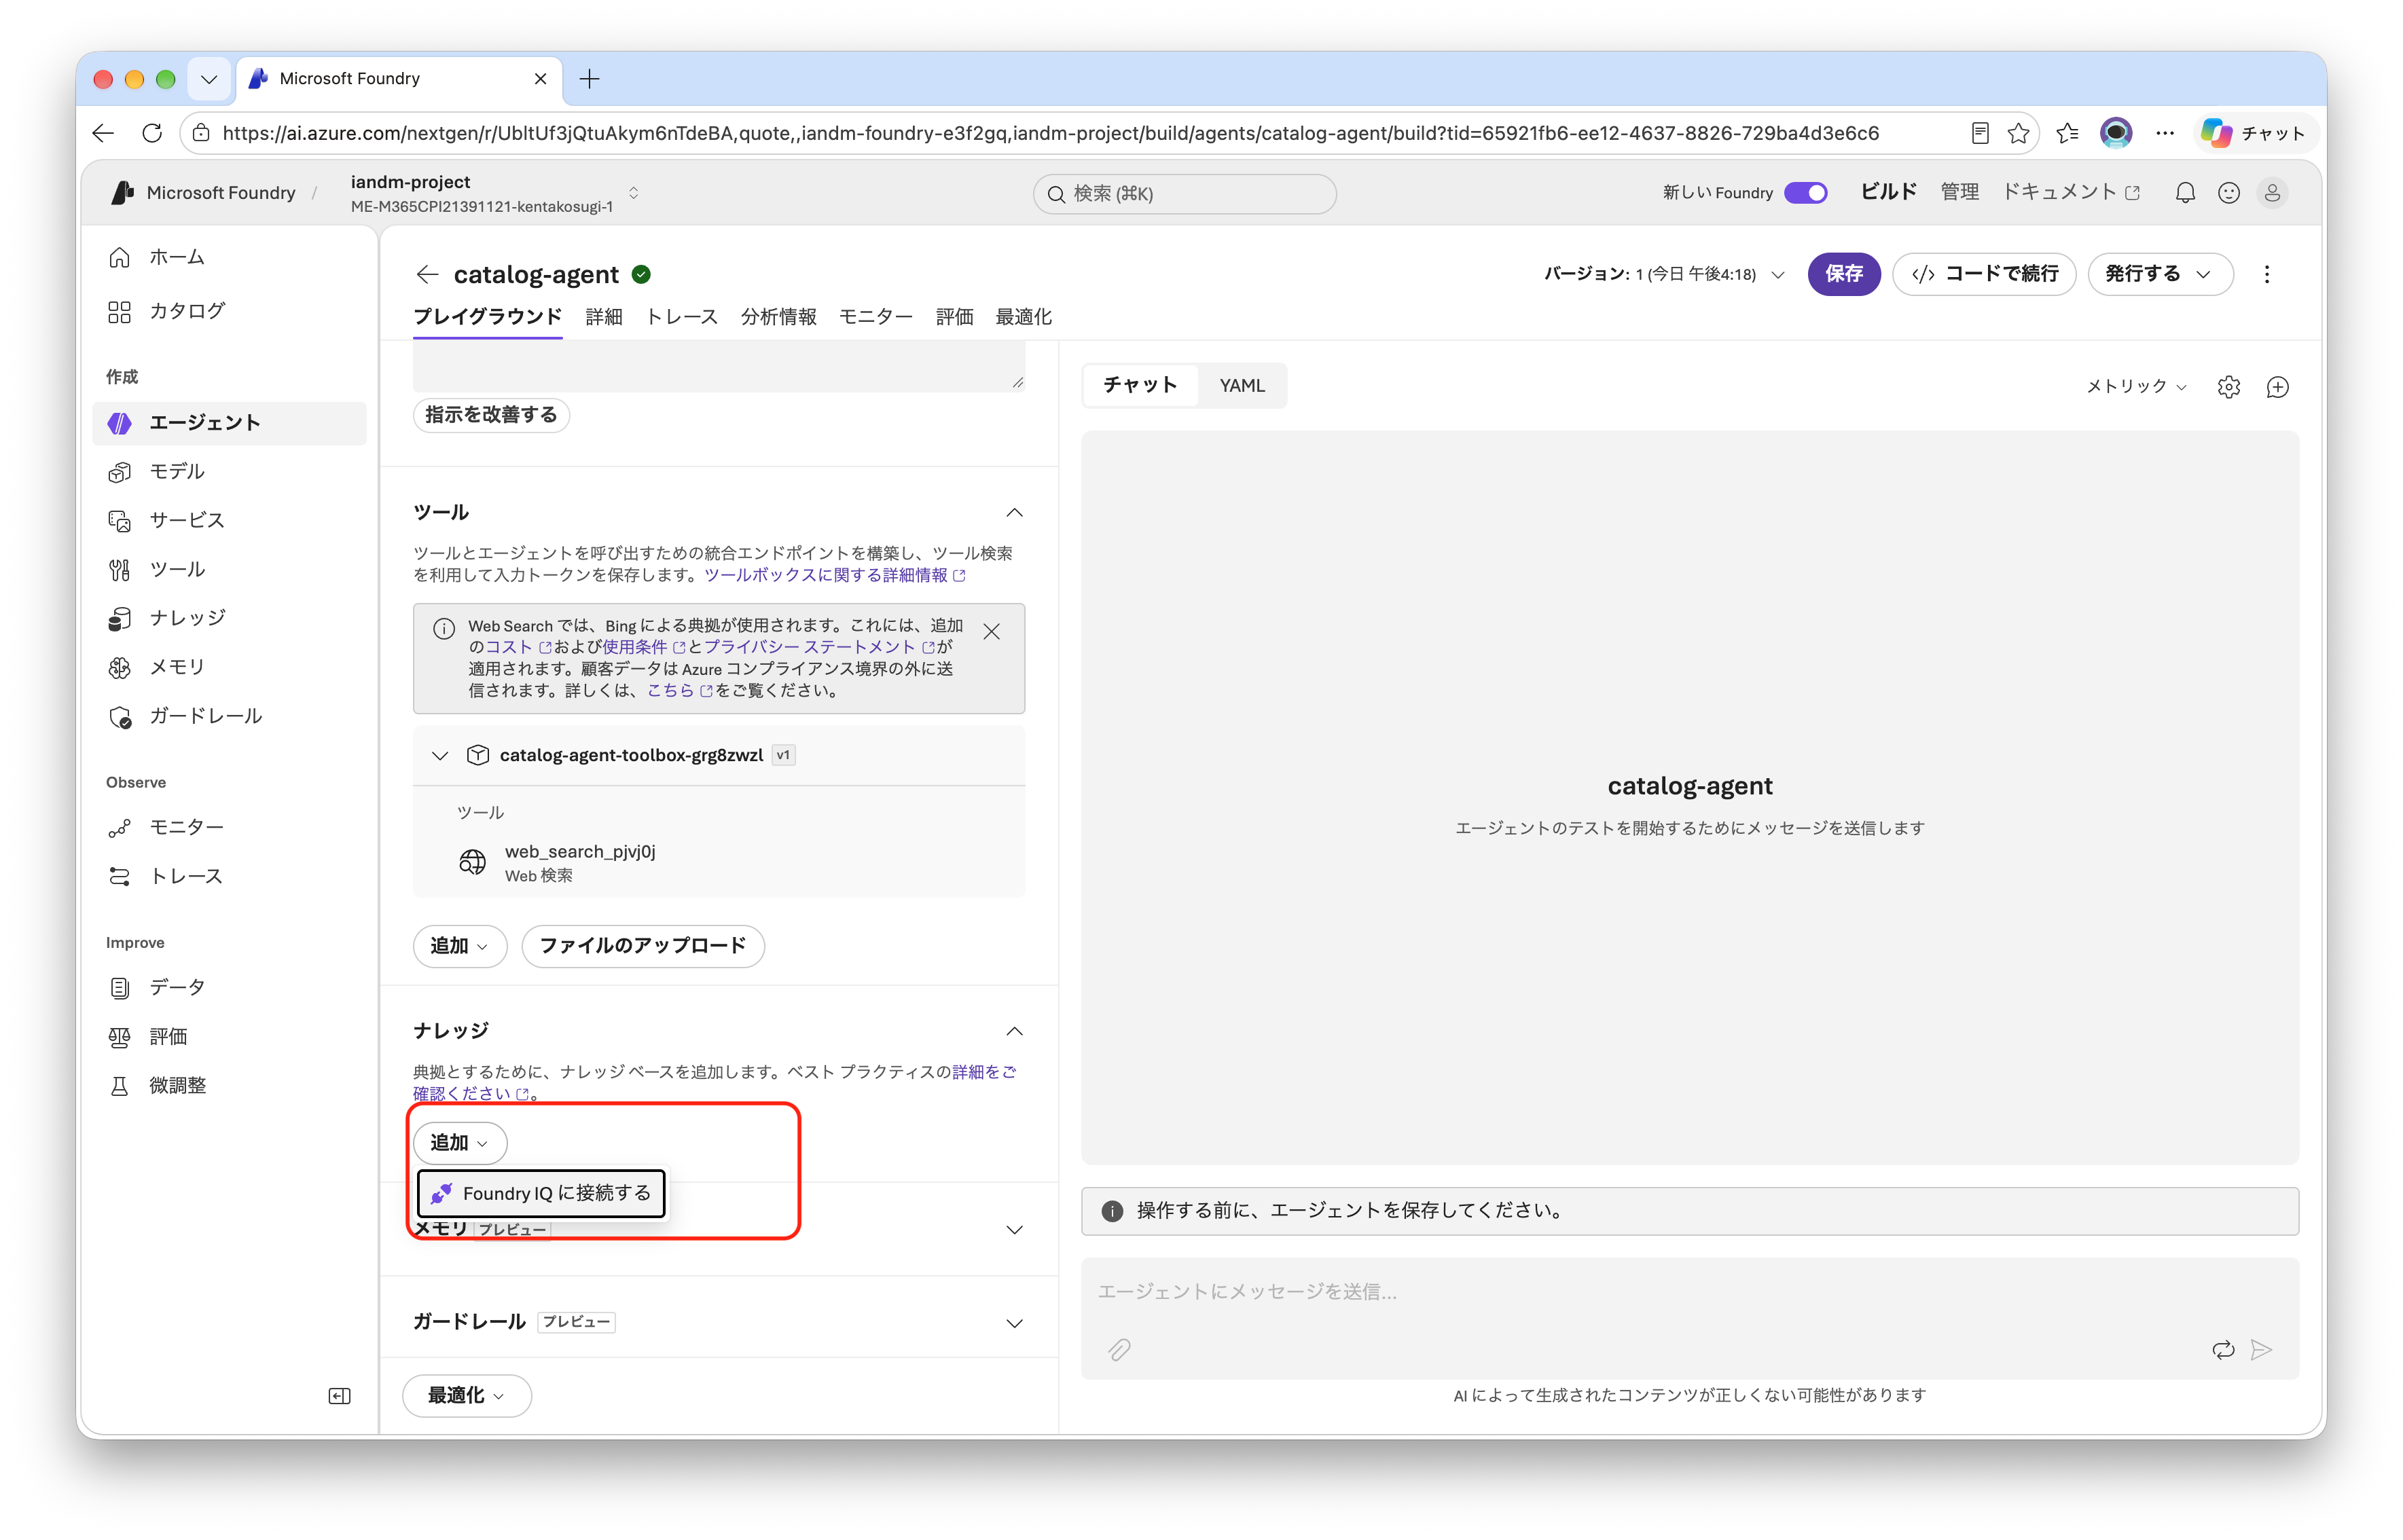 Microsoft Foundry
https://ai.azure.com/nextgen/r/UbltUf3jQtuAkym6nTdeBA,quote,,iandm-foundry-e3f2gq,iandm-project/build/agents/catalog-agent/build?tid=65921fb6-ee12-4637-8826-729ba4d3e6c6
チャット
Microsoft Foundry / iandm-project
ME-M365CPI21391121-kentakosugi-1
検索 (⌘K)
新しい Foundry
ビルド
管理
ドキュメント
ホーム
カタログ
作成
エージェント
モデル
サービス
ツール
ナレッジ
メモリ
ガードレール
Observe
モニター
トレース
Improve
データ
評価
微調整
catalog-agent
バージョン: 1 (今日 午後4:18)
保存
</> コードで続行
発行する
プレイグラウンド 詳細 トレース 分析情報 モニター 評価 最適化
指示を改善する
ツール
ツールとエージェントを呼び出すための統合エンドポイントを構築し、ツール検索
を利用して入力トークンを保存します。ツールボックスに関する詳細情報
Web Search では、Bing による典拠が使用されます。これには、追加
のコストおよび使用条件とプライバシー ステートメントが
適用されます。顧客データは Azure コンプライアンス境界の外に送
信されます。詳しくは、こちらをご覧ください。
catalog-agent-toolbox-grg8zwzl v1
ツール
web_search_pjvj0j
Web 検索
追加
ファイルのアップロード
ナレッジ
典拠とするために、ナレッジ ベースを追加します。ベスト プラクティスの詳細をご
確認ください。
追加
Foundry IQ に接続する
メモリ プレビュー
ガードレール プレビュー
最適化
チャット YAML
メトリック
catalog-agent
エージェントのテストを開始するためにメッセージを送信します
操作する前に、エージェントを保存してください。
エージェントにメッセージを送信...
AI によって生成されたコンテンツが正しくない可能性があります